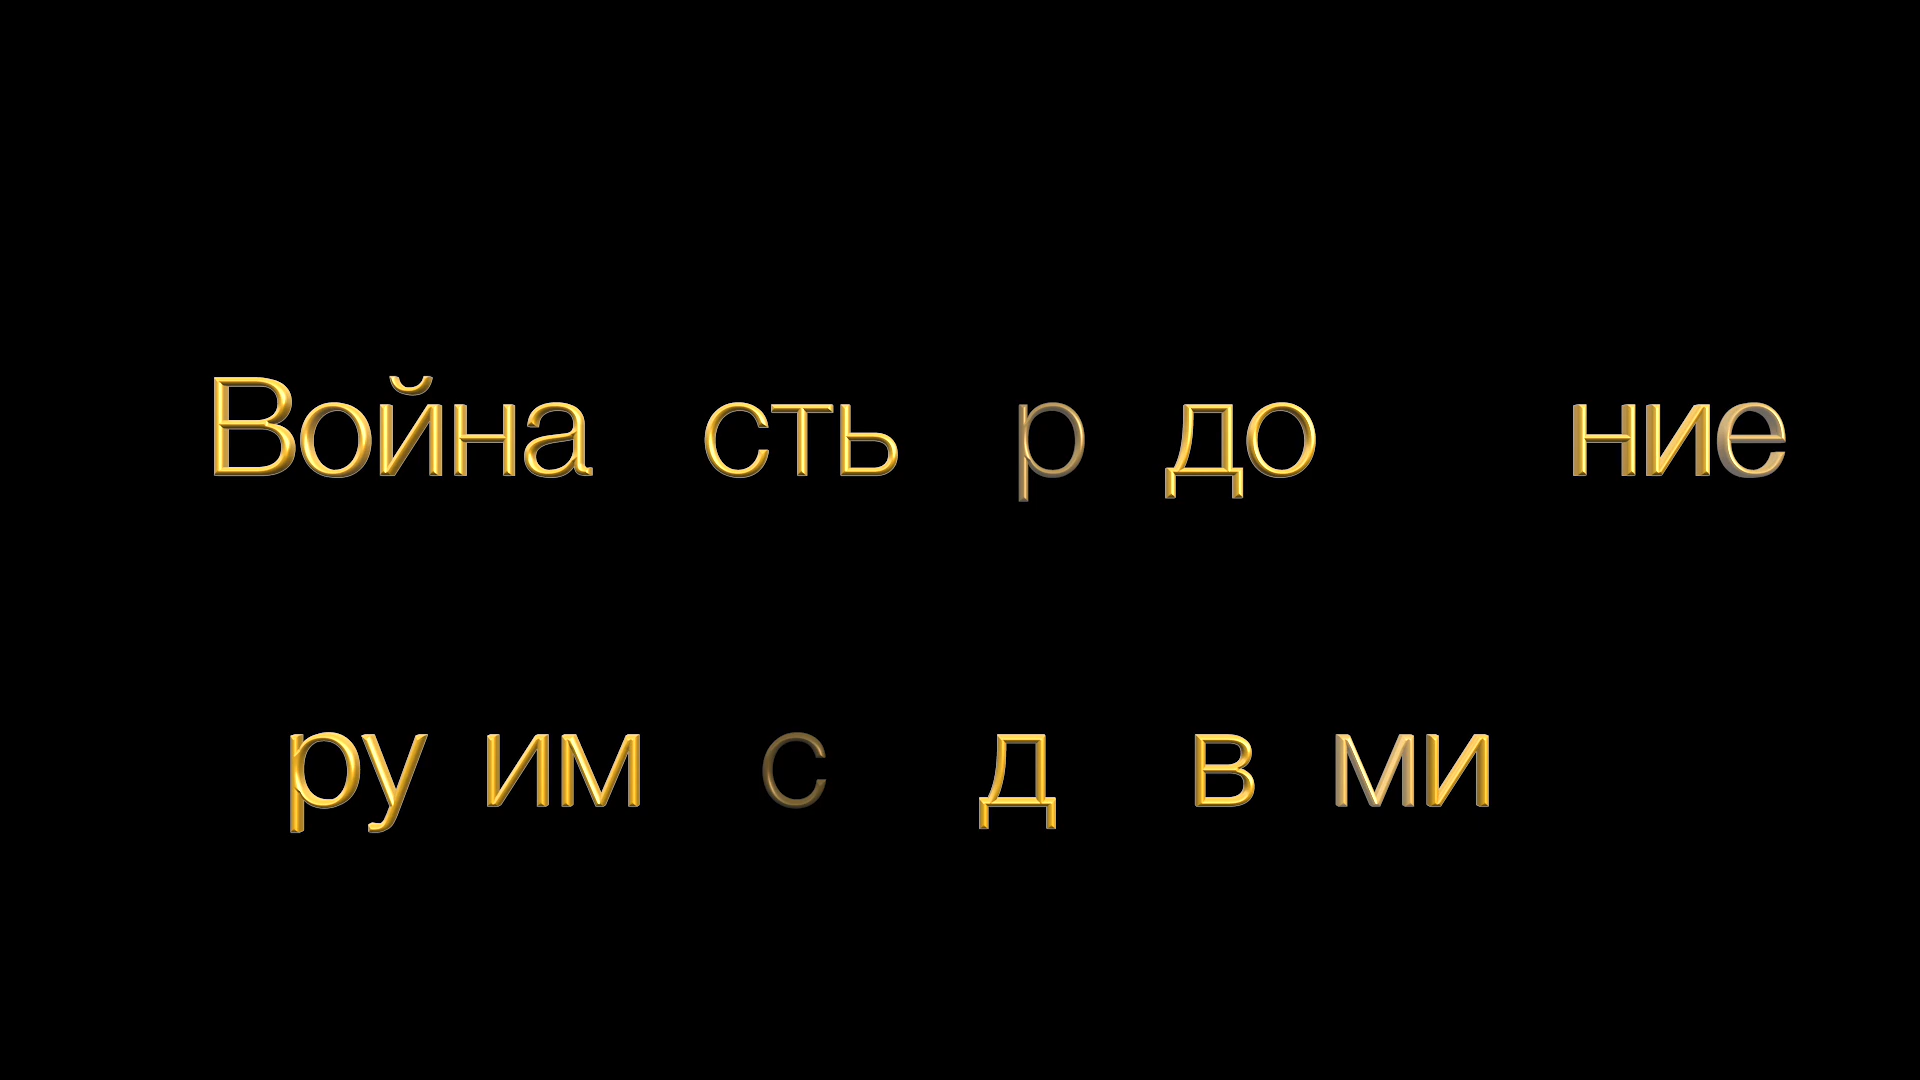 Война сть р до ние
ру им с д в ми